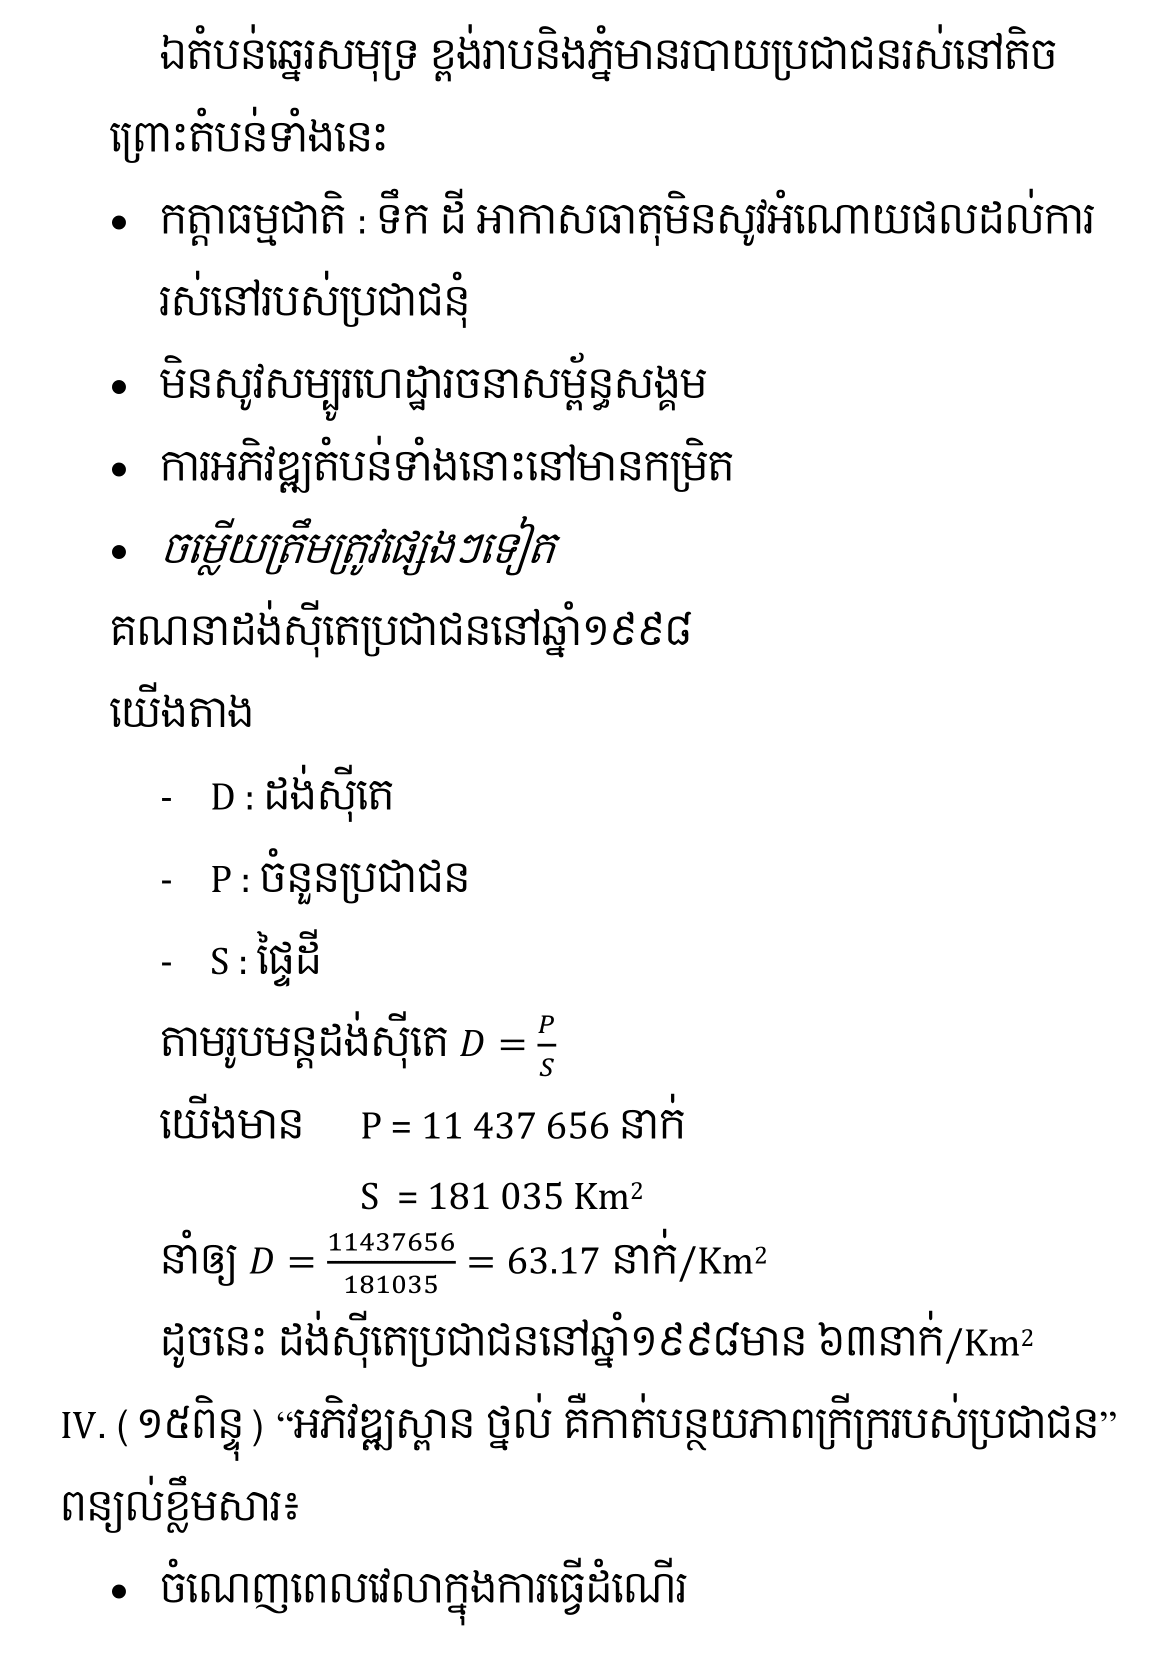 ឯតំបន់ឆ្នេរសមុទ្រ ខ្ពង់រាបនិងភ្នំមានរបាយប្រជាជនរស់នៅតិច
ព្រោះតំបន់ទាំងនេះ
• កត្តាធម្មជាតិ : ទឹក ដី អាកាសធាតុមិនសូវអំណោយផលដល់ការ
រស់នៅរបស់ប្រជាជនុំ
• មិនសូវសម្បូរហេដ្ឋារចនាសម្ព័ន្ធសង្គម
• ការអភិវឌ្ឍតំបន់ទាំងនោះនៅមានកម្រិត
• ចម្លើយត្រឹមត្រូវផ្សេងៗទៀត
គណនាដង់ស៊ីតេប្រជាជននៅឆ្នាំ១៩៩៨
យើងតាង
- D : ដង់ស៊ីតេ
- P : ចំនួនប្រជាជន
- S : ផ្ទៃដី
តាមរូបមន្តដង់ស៊ីតេ D = P/S
យើងមាន P = 11 437 656 នាក់
S = 181 035 Km²
នាំឲ្យ D = 11437656/181035 = 63.17 នាក់/Km²
ដូចនេះ ដង់ស៊ីតេប្រជាជននៅឆ្នាំ១៩៩៨មាន ៦៣នាក់/Km²
IV. ( ១៥ពិន្ទុ ) “អភិវឌ្ឍស្ពាន ថ្នល់ គឺកាត់បន្ថយភាពក្រីក្ររបស់ប្រជាជន”
ពន្យល់ខ្លឹមសារ៖
• ចំណេញពេលវេលាក្នុងការធ្វើដំណើរ